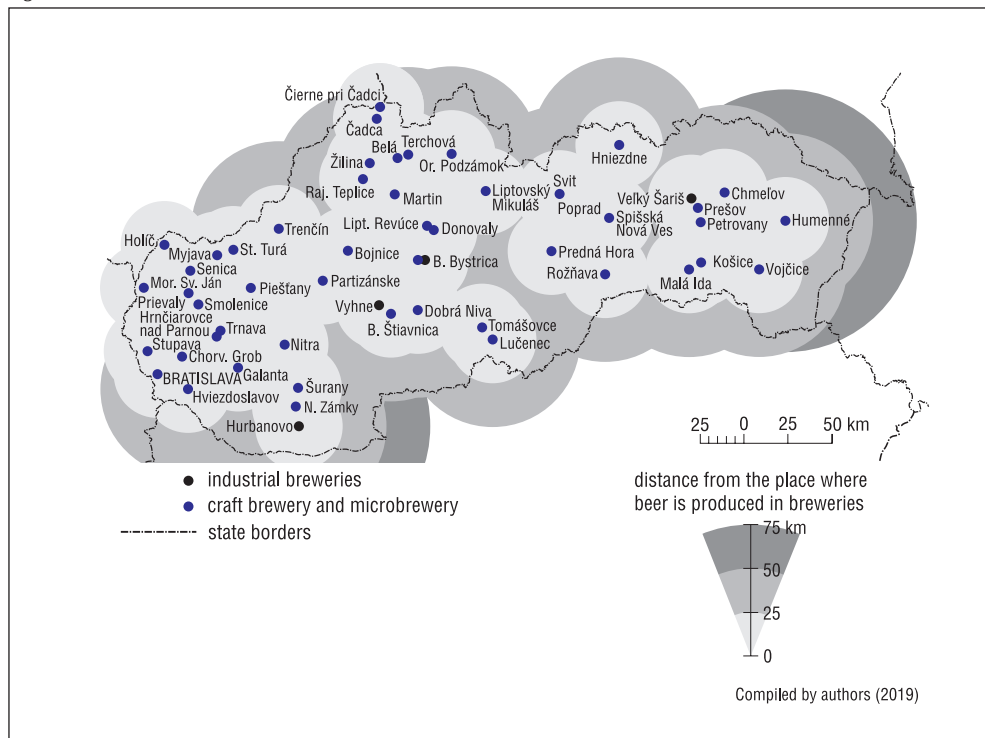 Čierne pri Čadci
Čadca
Belá
Terchová
Žilina
Or. Podzámok
Raj. Teplice
Martin
Hniezdne
Liptovský
Mikuláš
Svit
Poprad
Veľký Šariš
Chmeľov
Prešov
Spišská
Nová Ves
Petrovany
Humenné
Lipt. Revúce
Donovaly
Trenčín
Holíč
Myjava
St. Turá
Bojnice
B. Bystrica
Predná Hora
Košice
Senica
Rožňava
Malá Ida
Vojčice
Mor. Sv. Ján
Piešťany
Partizánske
Prievaly
Smolenice
Vyhne
Dobrá Niva
Hrnčiarovce
nad Parnou
Trnava
B. Štiavnica
Tomášovce
Lučenec
Stupava
Nitra
Chorv. Grob
BRATISLAVA
Galanta
Hviezdoslavov
Šurany
N. Zámky
Hurbanovo
25 0 25 50 km
industrial breweries
craft brewery and microbrewery
state borders
distance from the place where
beer is produced in breweries
75 km
50
25
0
Compiled by authors (2019)